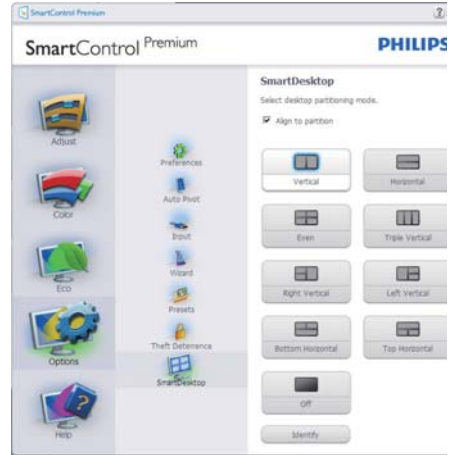 SmartControl Premium
?
SmartControl Premium
PHILIPS
Adjust
Color
Eco
Options
Help
Preferences
Auto Pivot
Input
Wizard
Presets
Theft Deterrence
SmartDesktop
SmartDesktop
Select desktop partitioning mode.
Align to partition
Vertical
Horizontal
Even
Triple Vertical
Right Vertical
Left Vertical
Bottom Horizontal
Top Horizontal
Off
Identify